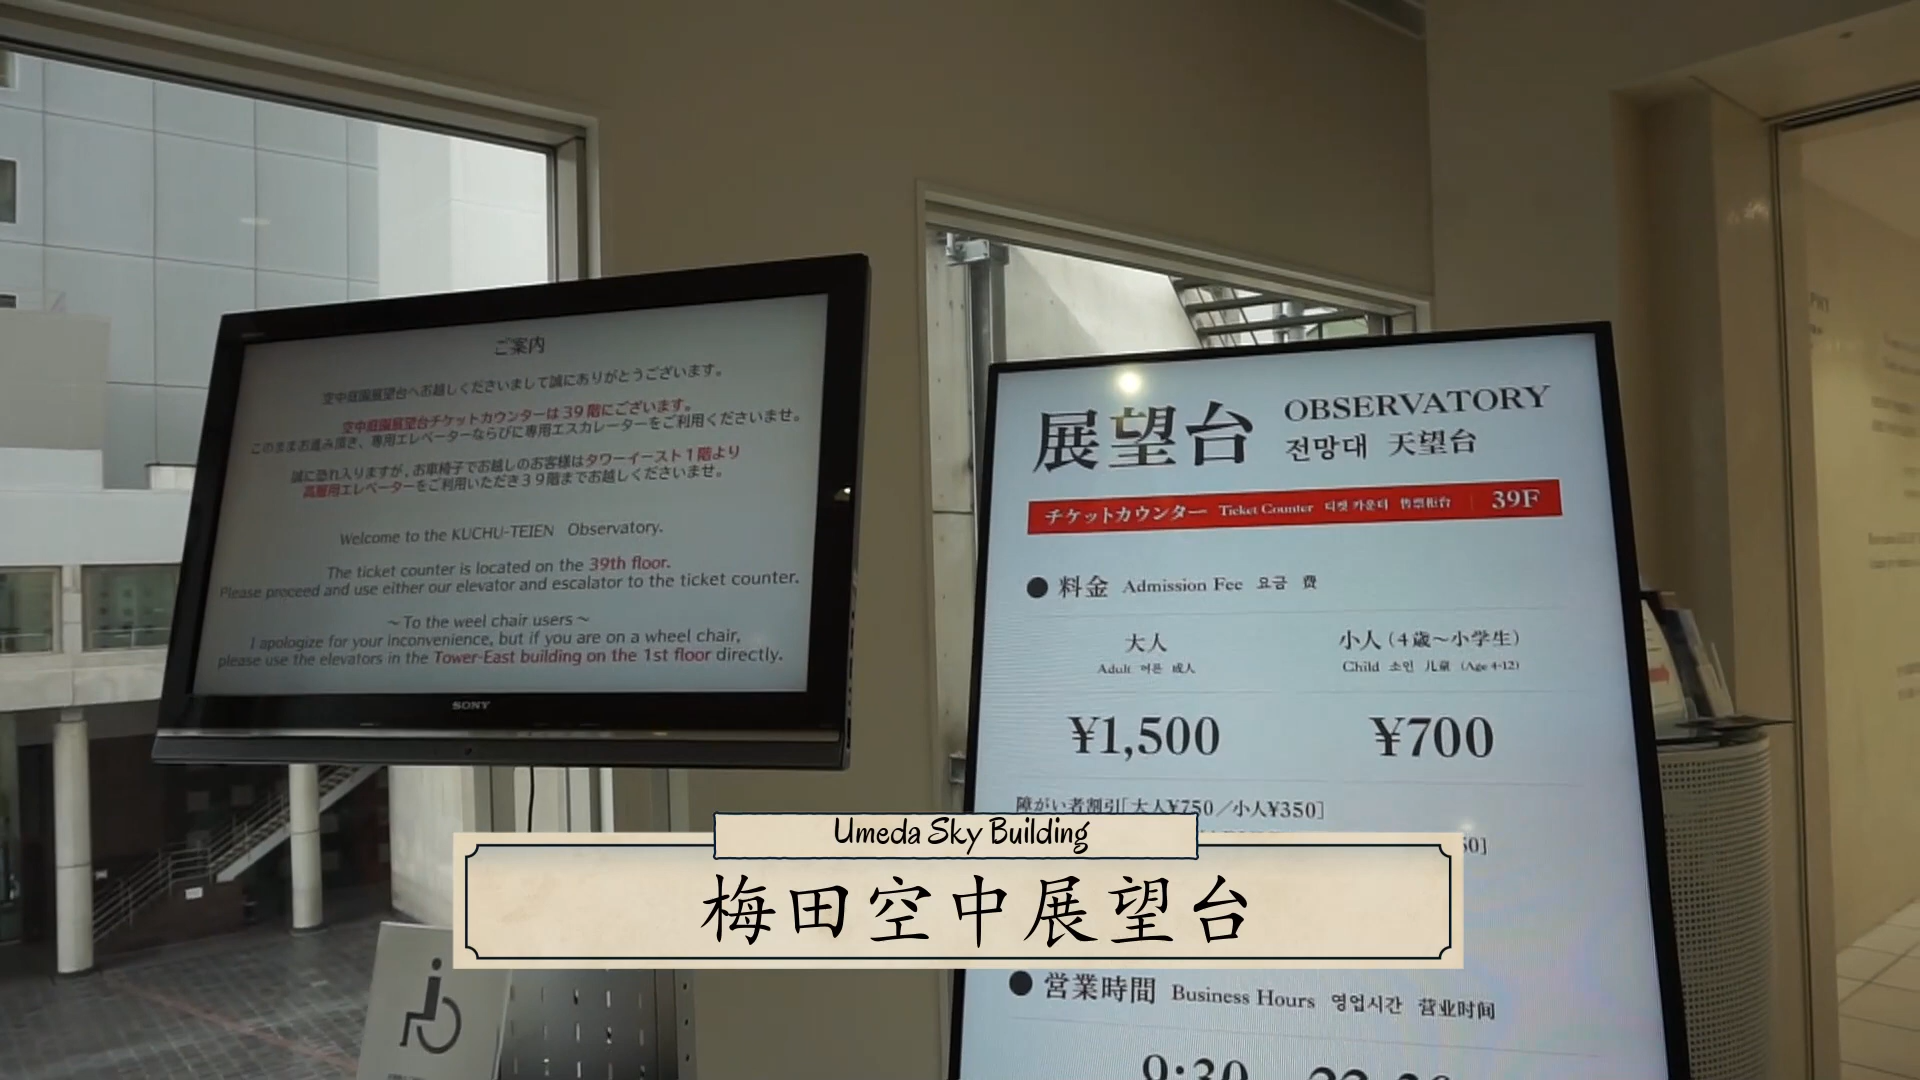 ご案内
空中庭園展望台へお越しくださいまして誠にありがとうございます。
空中庭園展望台チケットカウンターは39階にございます。
このままお進み頂き、専用エレベーターならびに専用エスカレーターをご利用くださいませ。
誠に恐れ入りますが、お車椅子でお越しのお客様はタワーイースト1階より
高層用エレベーターをご利用いただき39階までお越しくださいませ。
Welcome to the KUCHU-TEIEN Observatory.
The ticket counter is located on the 39th floor.
Please proceed and use either our elevator and escalator to the ticket counter.
~To the weel chair users~
I apologize for your inconvenience, but if you are on a wheel chair,
please use the elevators in the Tower-East building on the 1st floor directly.
SONY
展望台 OBSERVATORY
전망대 天望台
チケットカウンター Ticket Counter 티켓 카운터 售票柜台 39F
● 料金 Admission Fee 요금 费
大人 小人(4歳～小学生)
Adult 어른 成人 Child 소인 儿童 (Age 4-12)
¥1,500 ¥700
障がい者割引[大人¥750／小人¥350]
50]
● 営業時間 Business Hours 영업시간 营业时间
9:30
Umeda Sky Building
梅田空中展望台